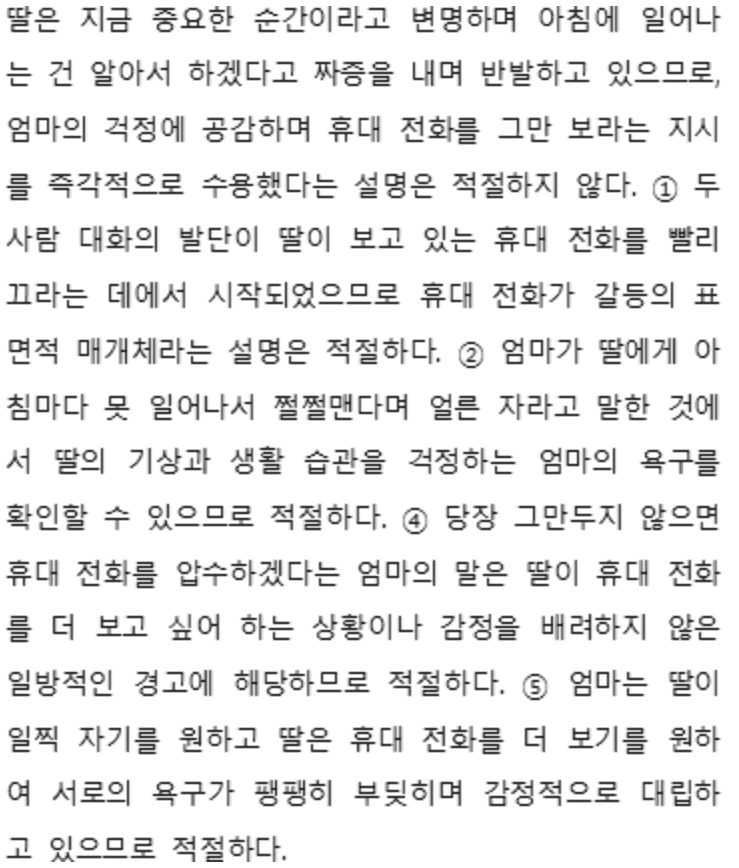 딸은 지금 중요한 순간이라고 변명하며 아침에 일어나
는 건 알아서 하겠다고 짜증을 내며 반발하고 있으므로,
엄마의 걱정에 공감하며 휴대 전화를 그만 보라는 지시
를 즉각적으로 수용했다는 설명은 적절하지 않다. ① 두
사람 대화의 발단이 딸이 보고 있는 휴대 전화를 빨리
끄라는 데에서 시작되었으므로 휴대 전화가 갈등의 표
면적 매개체라는 설명은 적절하다. ② 엄마가 딸에게 아
침마다 못 일어나서 쩔쩔맨다며 얼른 자라고 말한 것에
서 딸의 기상과 생활 습관을 걱정하는 엄마의 욕구를
확인할 수 있으므로 적절하다. ④ 당장 그만두지 않으면
휴대 전화를 압수하겠다는 엄마의 말은 딸이 휴대 전화
를 더 보고 싶어 하는 상황이나 감정을 배려하지 않은
일방적인 경고에 해당하므로 적절하다. ⑤ 엄마는 딸이
일찍 자기를 원하고 딸은 휴대 전화를 더 보기를 원하
여 서로의 욕구가 팽팽히 부딪히며 감정적으로 대립하
고 있으므로 적절하다.